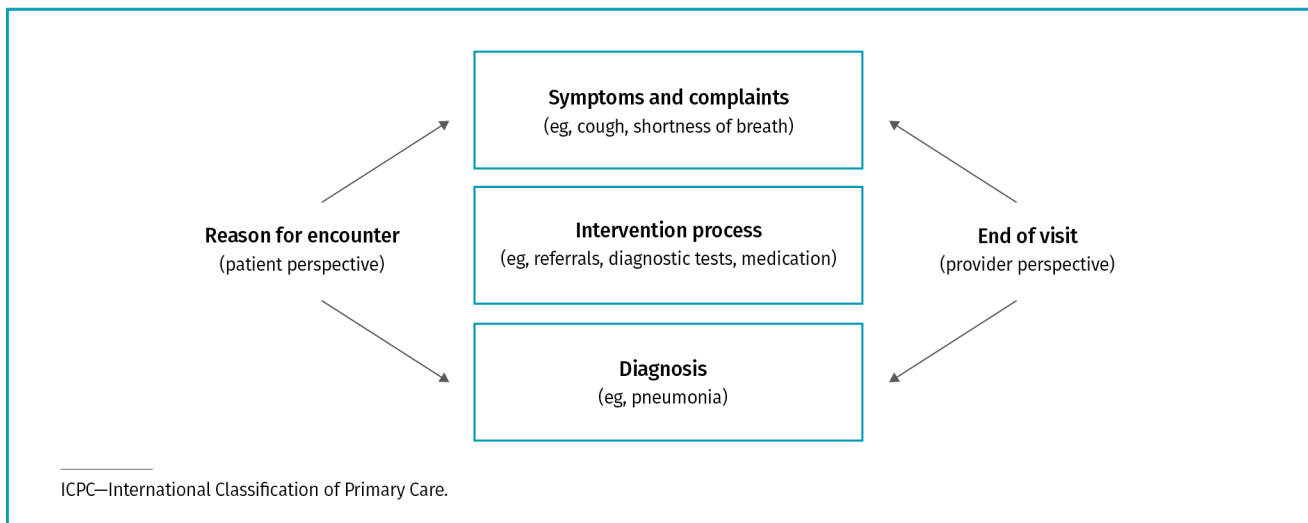 Symptoms and complaints
(eg, cough, shortness of breath)
Intervention process
(eg, referrals, diagnostic tests, medication)
Reason for encounter
(patient perspective)
End of visit
(provider perspective)
Diagnosis
(eg, pneumonia)
ICPC—International Classification of Primary Care.